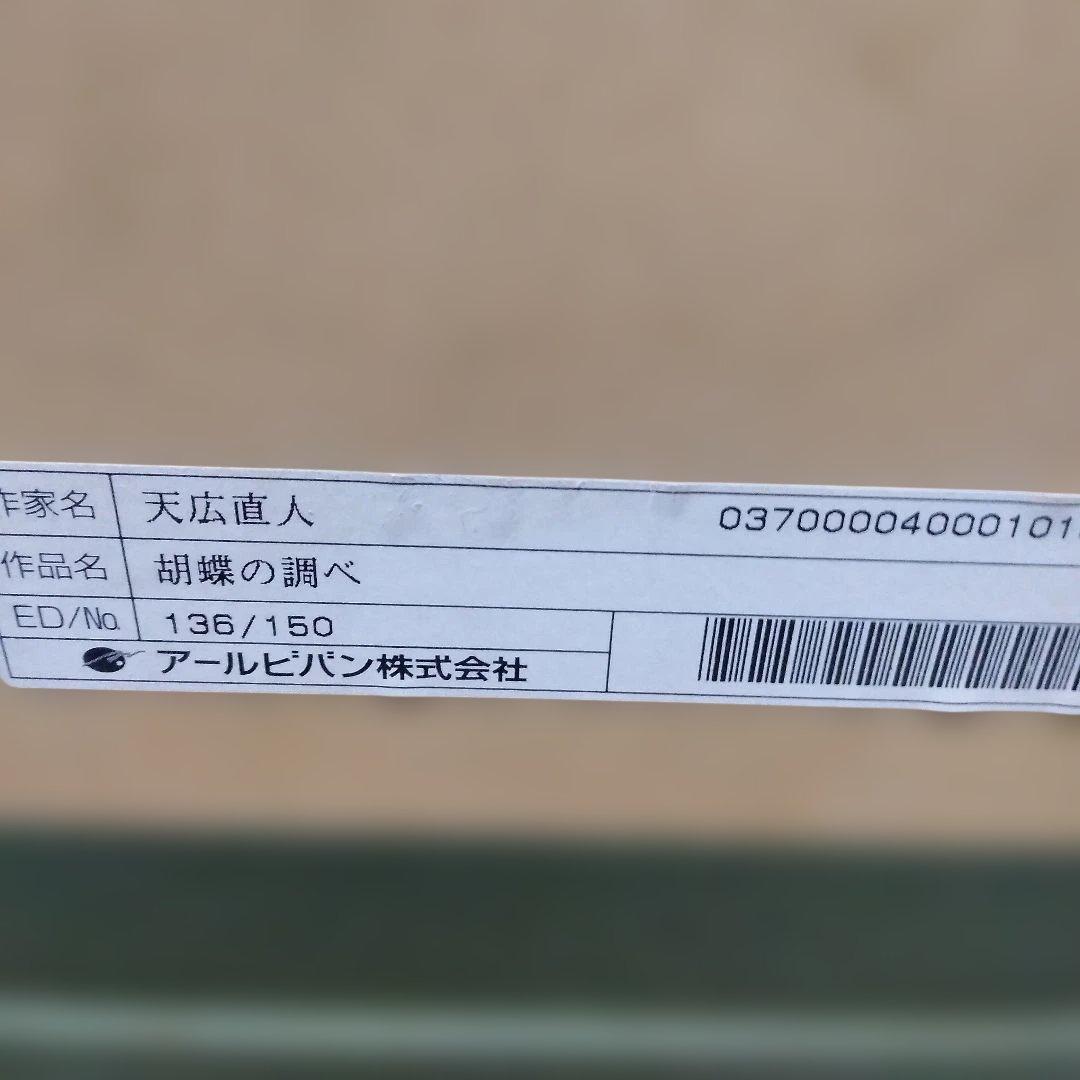 作家名 天広直人 03700004000101
作品名 胡蝶の調べ
ED/No. 136/150
アールビバン株式会社